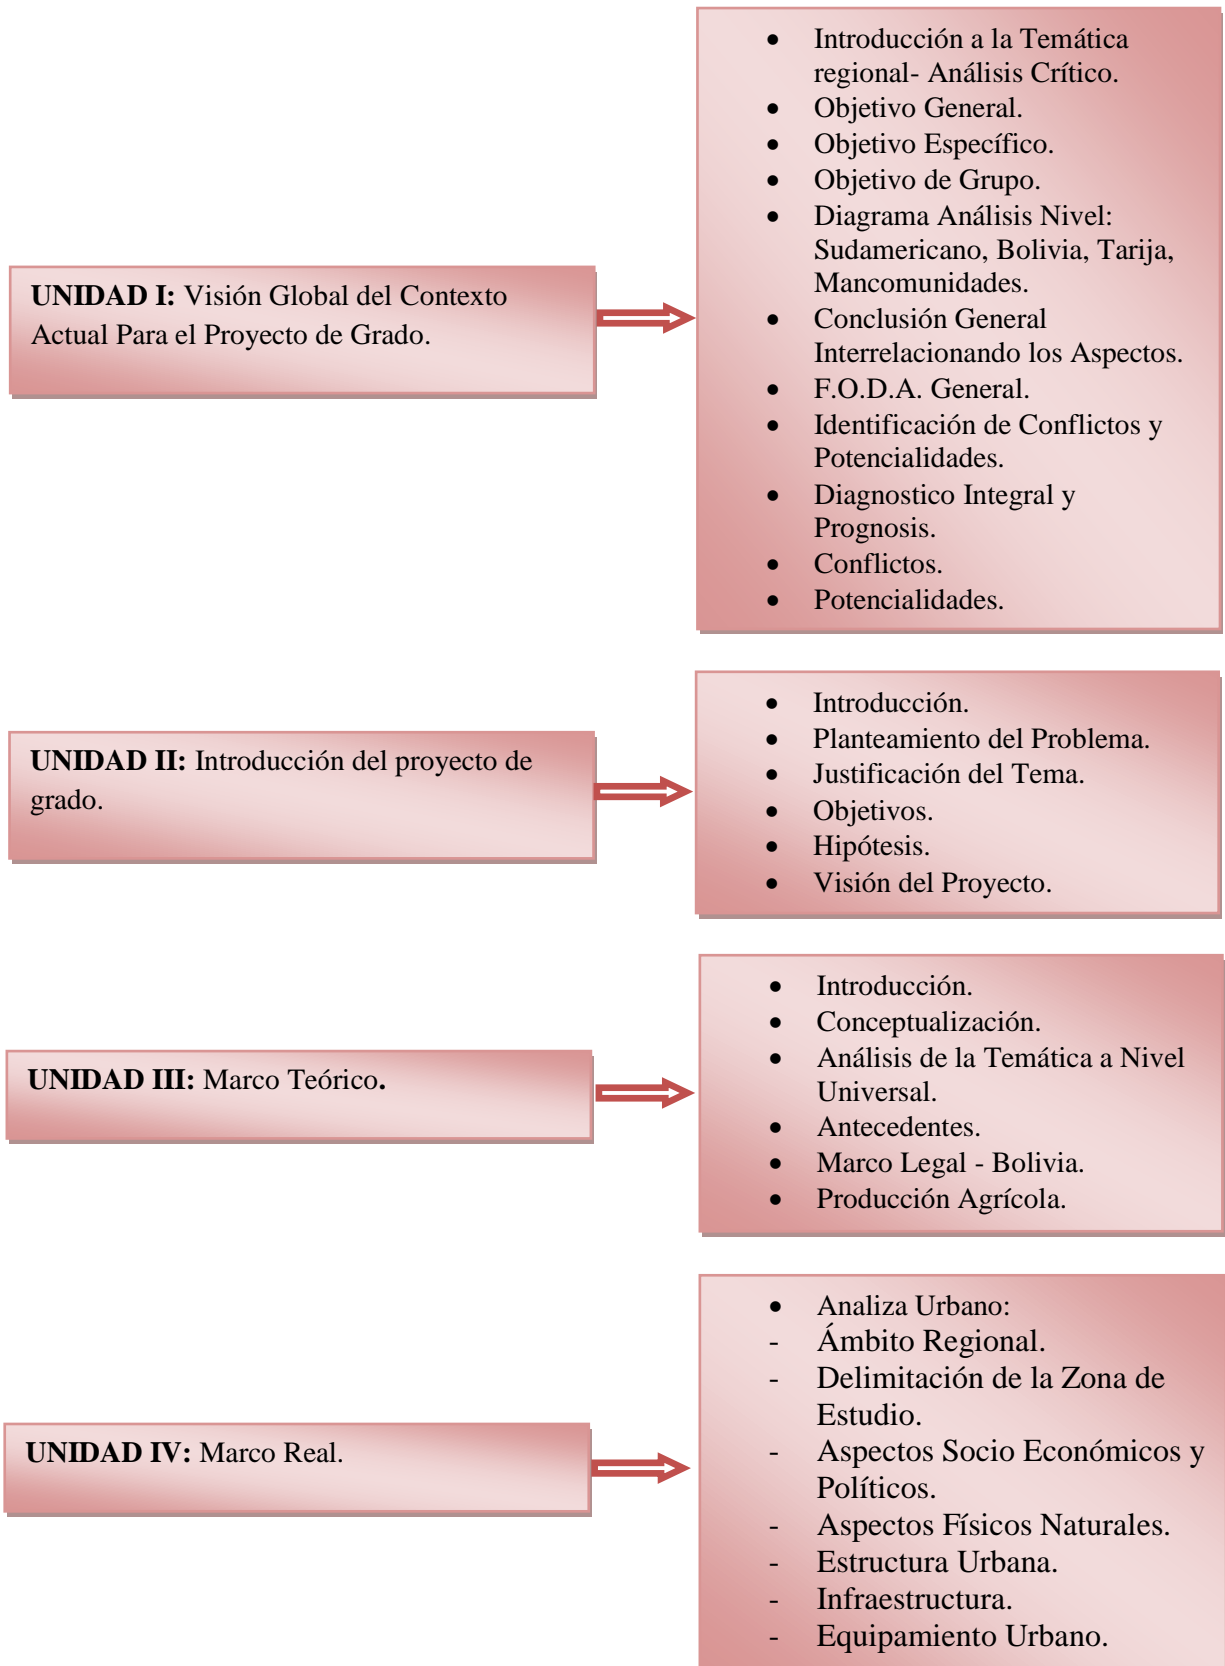 UNIDAD I: Visión Global del Contexto
Actual Para el Proyecto de Grado.
• Introducción a la Temática
regional- Análisis Crítico.
• Objetivo General.
• Objetivo Específico.
• Objetivo de Grupo.
• Diagrama Análisis Nivel:
Sudamericano, Bolivia, Tarija,
Mancomunidades.
• Conclusión General
Interrelacionando los Aspectos.
• F.O.D.A. General.
• Identificación de Conflictos y
Potencialidades.
• Diagnostico Integral y
Prognosis.
• Conflictos.
• Potencialidades.
UNIDAD II: Introducción del proyecto de
grado.
• Introducción.
• Planteamiento del Problema.
• Justificación del Tema.
• Objetivos.
• Hipótesis.
• Visión del Proyecto.
UNIDAD III: Marco Teórico.
• Introducción.
• Conceptualización.
• Análisis de la Temática a Nivel
Universal.
• Antecedentes.
• Marco Legal - Bolivia.
• Producción Agrícola.
UNIDAD IV: Marco Real.
• Analiza Urbano:
- Ámbito Regional.
- Delimitación de la Zona de
Estudio.
- Aspectos Socio Económicos y
Políticos.
- Aspectos Físicos Naturales.
- Estructura Urbana.
- Infraestructura.
- Equipamiento Urbano.